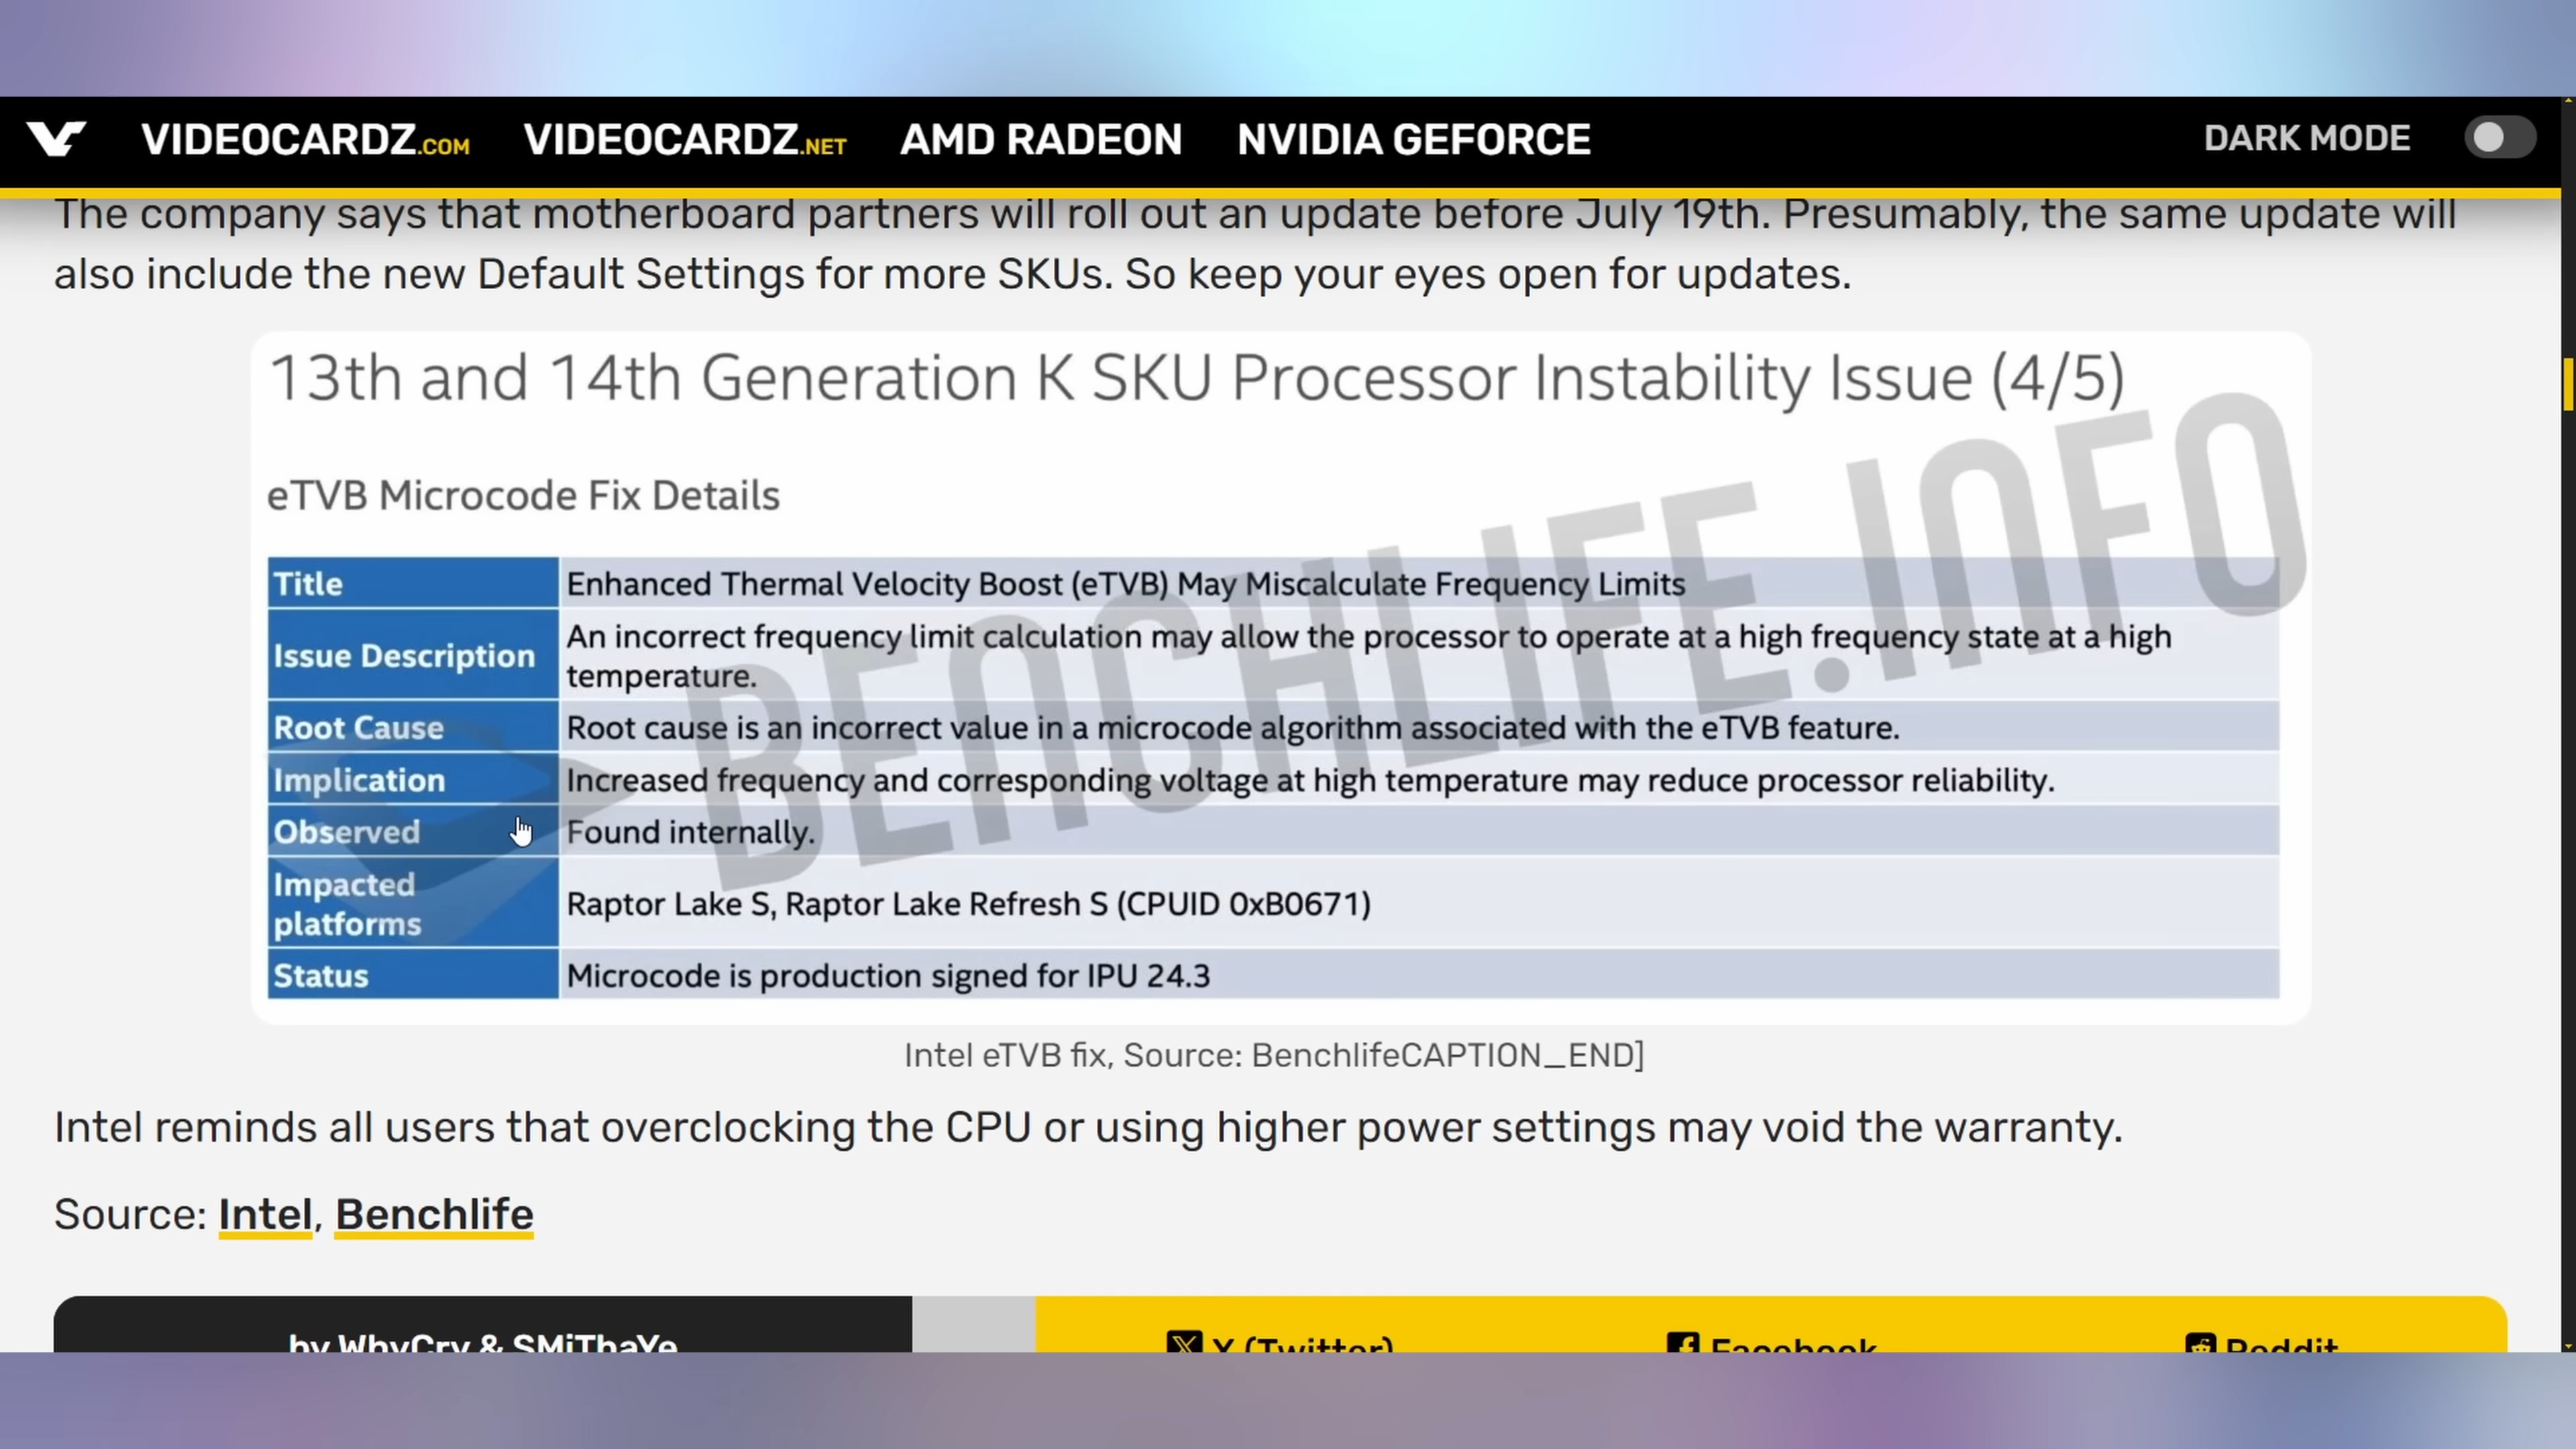 VIDEOCARDZ.COM VIDEOCARDZ.NET AMD RADEON NVIDIA GEFORCE DARK MODE
The company says that motherboard partners will roll out an update before July 19th. Presumably, the same update will
also include the new Default Settings for more SKUs. So keep your eyes open for updates.
13th and 14th Generation K SKU Processor Instability Issue (4/5)
eTVB Microcode Fix Details
Title Enhanced Thermal Velocity Boost (eTVB) May Miscalculate Frequency Limits
Issue Description An incorrect frequency limit calculation may allow the processor to operate at a high frequency state at a high
temperature.
Root Cause Root cause is an incorrect value in a microcode algorithm associated with the eTVB feature.
Implication Increased frequency and corresponding voltage at high temperature may reduce processor reliability.
Observed Found internally.
Impacted
platforms Raptor Lake S, Raptor Lake Refresh S (CPUID 0xB0671)
Status Microcode is production signed for IPU 24.3
BENCHLIFE.INFO
Intel eTVB fix, Source: BenchlifeCAPTION_END]
Intel reminds all users that overclocking the CPU or using higher power settings may void the warranty.
Source: Intel, Benchlife
by WhyCry & SMiThaYe X (Twitter) Facebook Reddit